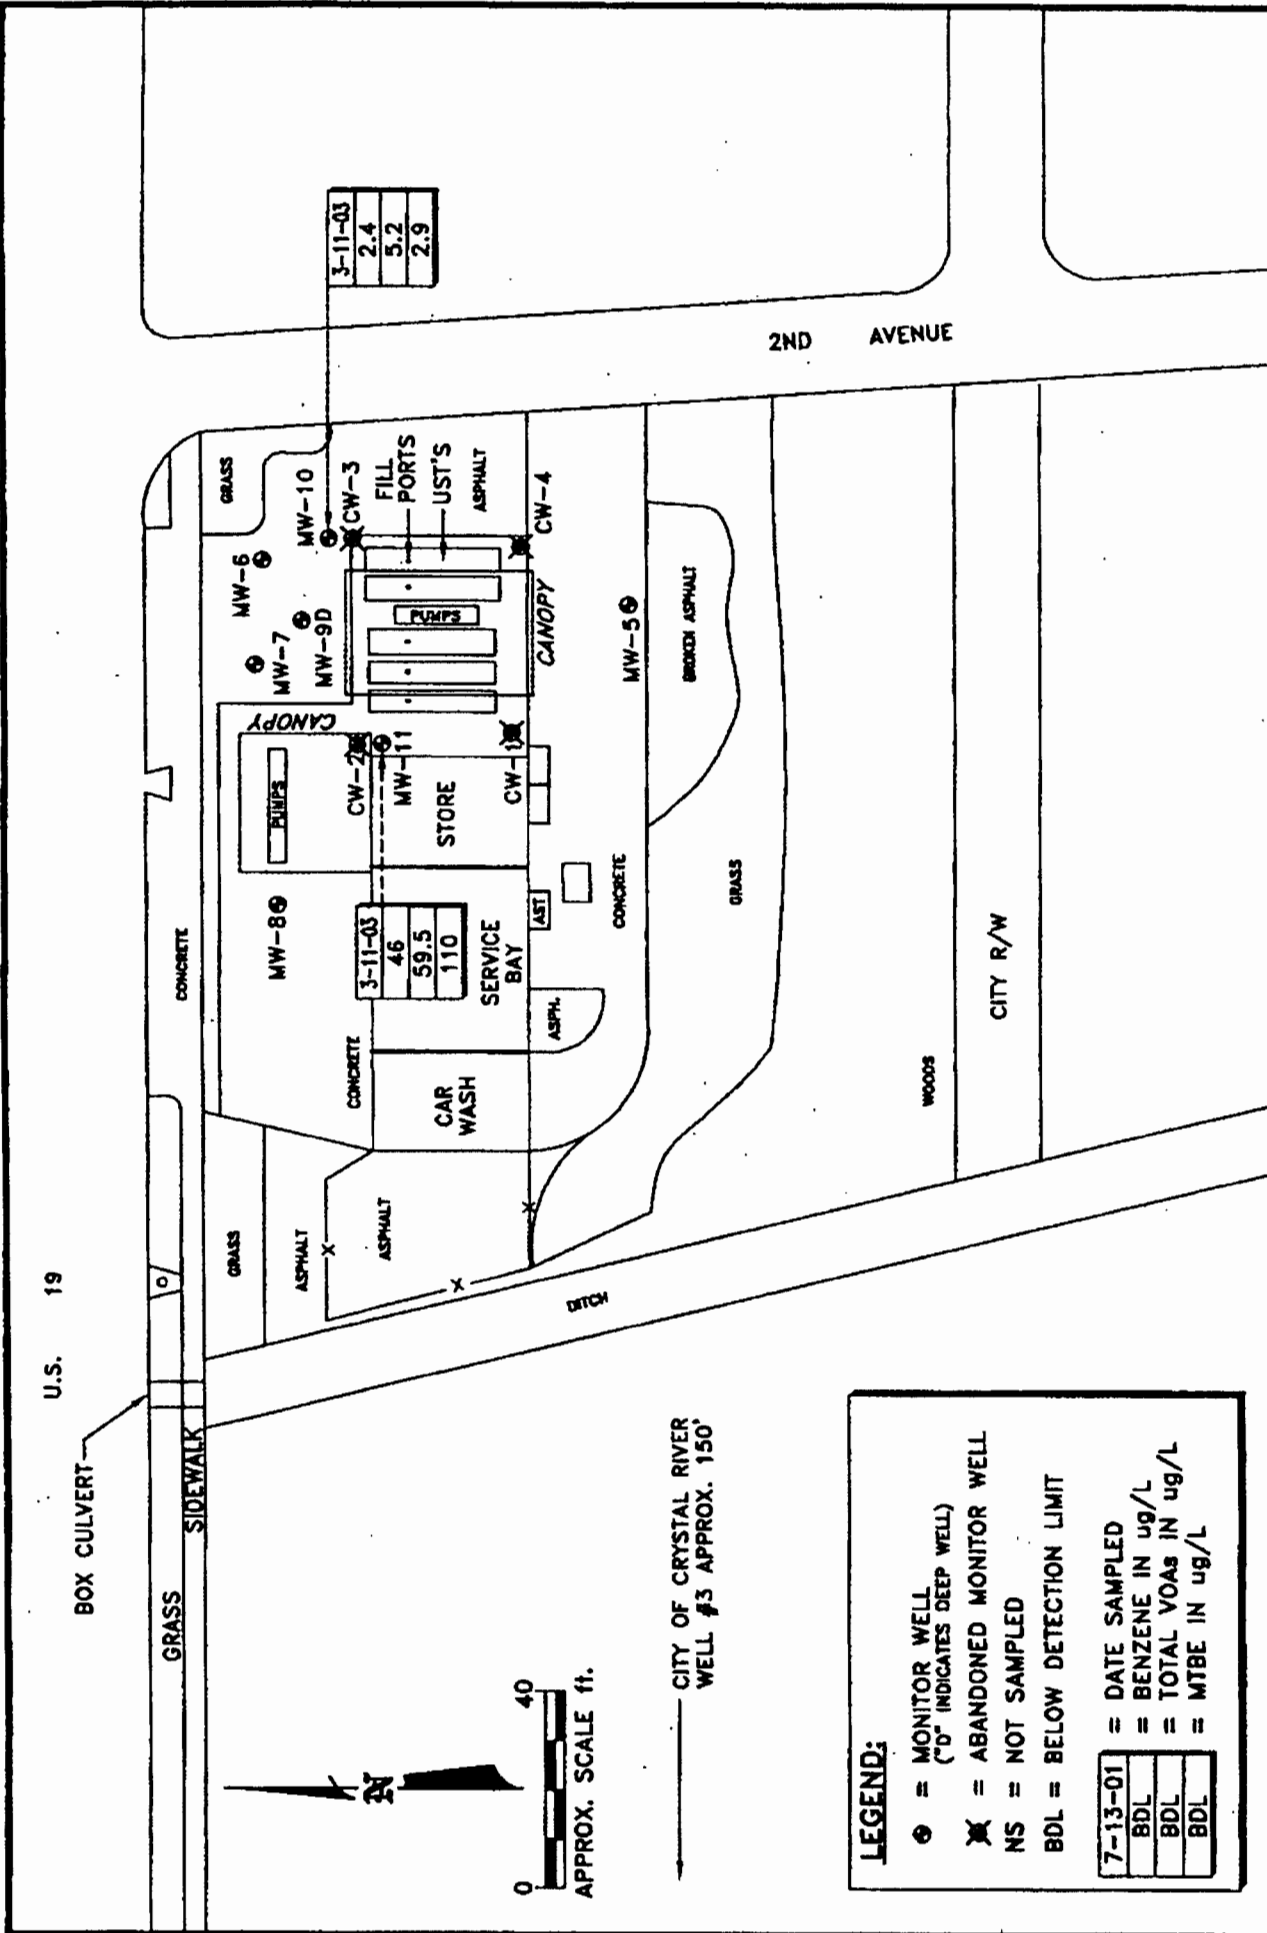 U.S. 19
BOX CULVERT
GRASS
SIDEWALK
CONCRETE
GRASS
ASPHALT
ASPHALT
CONCRETE
MW-8
PUMPS
CANOPY
MW-7
MW-6
MW-9D
MW-10
GRASS
CW-3
CW-2
MW-11
FILL
PORTS
UST'S
ASPHALT
PUMPS
CANOPY
CW-4
CW-1
STORE
SERVICE
BAY
CAR
WASH
3-11-03
46
59.5
110
3-11-03
2.4
5.2
2.9
AST
ASPH.
CONCRETE
MW-5
BROKEN ASPHALT
GRASS
DITCH
WOODS
CITY R/W
2ND AVENUE
N
0 40
APPROX. SCALE ft.
CITY OF CRYSTAL RIVER
WELL #3 APPROX. 150'
LEGEND:
= MONITOR WELL
("D" INDICATES DEEP WELL)
= ABANDONED MONITOR WELL
NS = NOT SAMPLED
BDL = BELOW DETECTION LIMIT
7-13-01 = DATE SAMPLED
BDL = BENZENE IN ug/L
BDL = TOTAL VOAs IN ug/L
BDL = MTBE IN ug/L